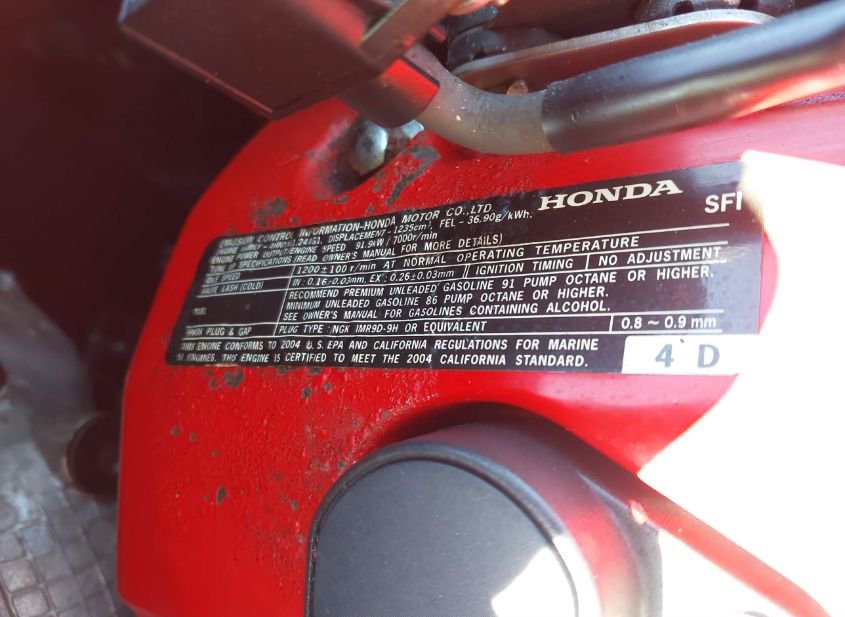 HONDA
SFI
EMISSION CONTROL INFORMATION-HONDA MOTOR CO.,LTD.
DISPLACEMENT - 1235cm³, FEL - 36.90g/kWh.
ENGINE POWER OUTPUT/ENGINE SPEED 91.9kW / 7000r/min
TUNE UP SPECIFICATIONS (READ OWNER'S MANUAL FOR MORE DETAILS)
IDLE SPEED 1200±100 r/min AT NORMAL OPERATING TEMPERATURE
VALVE LASH (COLD) IN : 0.16±0.03mm, EX : 0.26±0.03mm IGNITION TIMING NO ADJUSTMENT
FUEL RECOMMEND PREMIUM UNLEADED GASOLINE 91 PUMP OCTANE OR HIGHER.
MINIMUM UNLEADED GASOLINE 86 PUMP OCTANE OR HIGHER.
SEE OWNER'S MANUAL FOR GASOLINES CONTAINING ALCOHOL.
SPARK PLUG & GAP PLUG TYPE : NGK IMR9D-9H OR EQUIVALENT 0.8 ~ 0.9 mm
THIS ENGINE CONFORMS TO 2004 U.S. EPA AND CALIFORNIA REGULATIONS FOR MARINE
SI ENGINES. THIS ENGINE IS CERTIFIED TO MEET THE 2004 CALIFORNIA STANDARD.
4 D